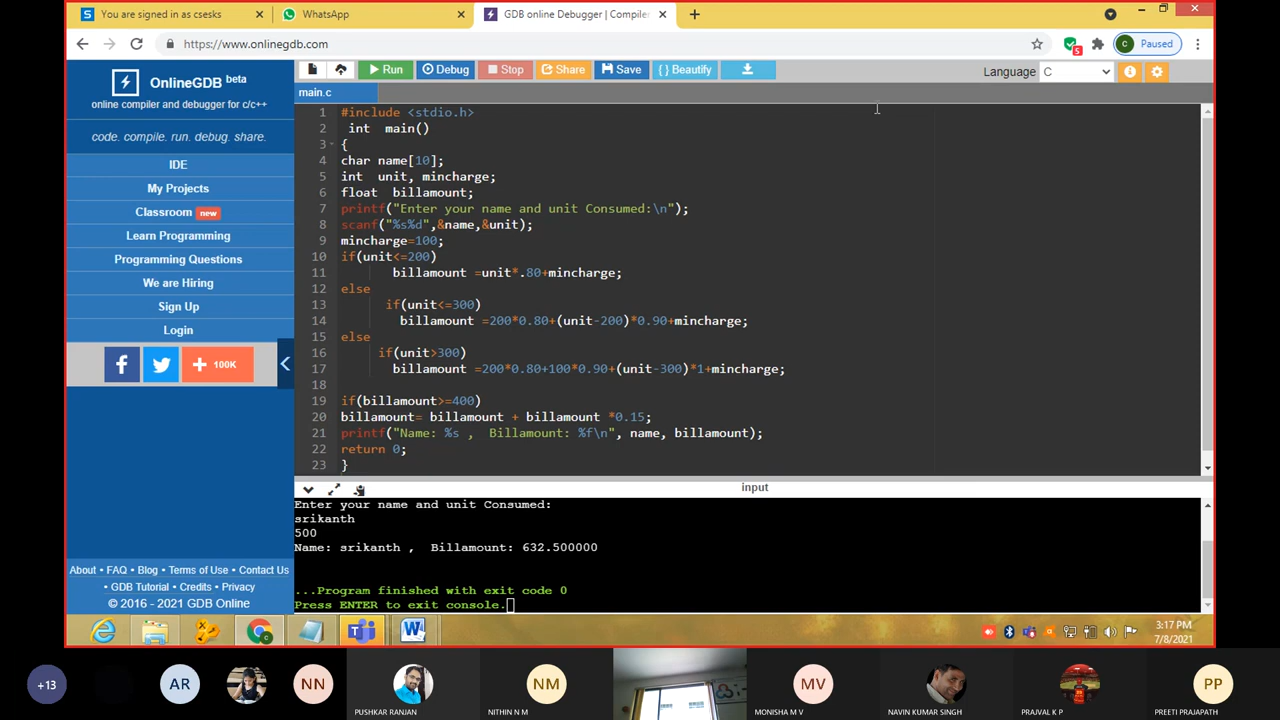 You are signed in as csesks
WhatsApp
GDB online Debugger | Compiler
https://www.onlinegdb.com
5
C Paused
OnlineGDB beta
online compiler and debugger for c/c++
code. compile. run. debug. share.
IDE
My Projects
Classroom new
Learn Programming
Programming Questions
We are Hiring
Sign Up
Login
100K
About • FAQ • Blog • Terms of Use • Contact Us
• GDB Tutorial • Credits • Privacy
© 2016 - 2021 GDB Online
Run Debug Stop Share Save { } Beautify
Language C
main.c
1 #include <stdio.h>
2 int main()
3 {
4 char name[10];
5 int unit, mincharge;
6 float billamount;
7 printf("Enter your name and unit Consumed:\n");
8 scanf("%s%d",&name,&unit);
9 mincharge=100;
10 if(unit<=200)
11 billamount =unit*.80+mincharge;
12 else
13 if(unit<=300)
14 billamount =200*0.80+(unit-200)*0.90+mincharge;
15 else
16 if(unit>300)
17 billamount =200*0.80+100*0.90+(unit-300)*1+mincharge;
18
19 if(billamount>=400)
20 billamount= billamount + billamount *0.15;
21 printf("Name: %s , Billamount: %f\n", name, billamount);
22 return 0;
23 }
input
Enter your name and unit Consumed:
srikanth
500
Name: srikanth , Billamount: 632.500000
...Program finished with exit code 0
Press ENTER to exit console.
3:17 PM
7/8/2021
+13
AR
NN
PUSHKAR RANJAN
NM
NITHIN N M
MV
MONISHA M V
NAVIN KUMAR SINGH
PRAJVAL K P
PP
PREETI PRAJAPATH